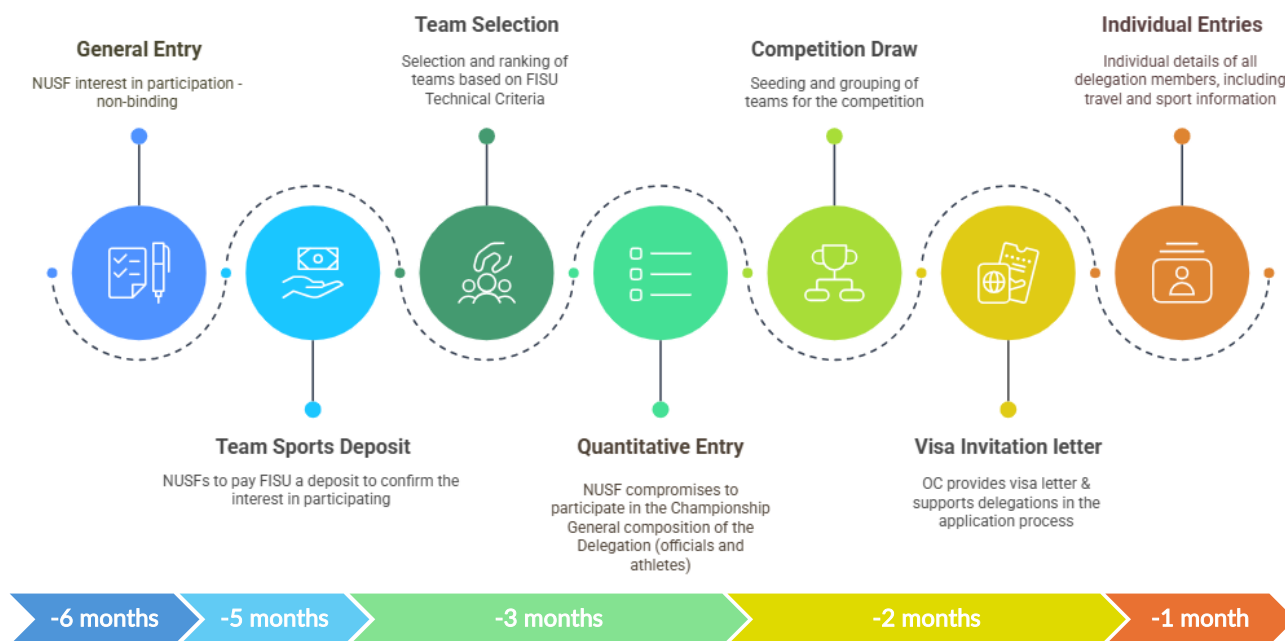 General Entry
NUSF interest in participation -
non-binding
Team Sports Deposit
NUSFs to pay FISU a deposit to confirm the
interest in participating
Team Selection
Selection and ranking of
teams based on FISU
Technical Criteria
Quantitative Entry
NUSF compromises to
participate in the Championship
General composition of the
Delegation (officials and
athletes)
Competition Draw
Seeding and grouping of
teams for the competition
Visa Invitation letter
OC provides visa letter &
supports delegations in the
application process
Individual Entries
Individual details of all
delegation members, including
travel and sport information
-6 months
-5 months
-3 months
-2 months
-1 month